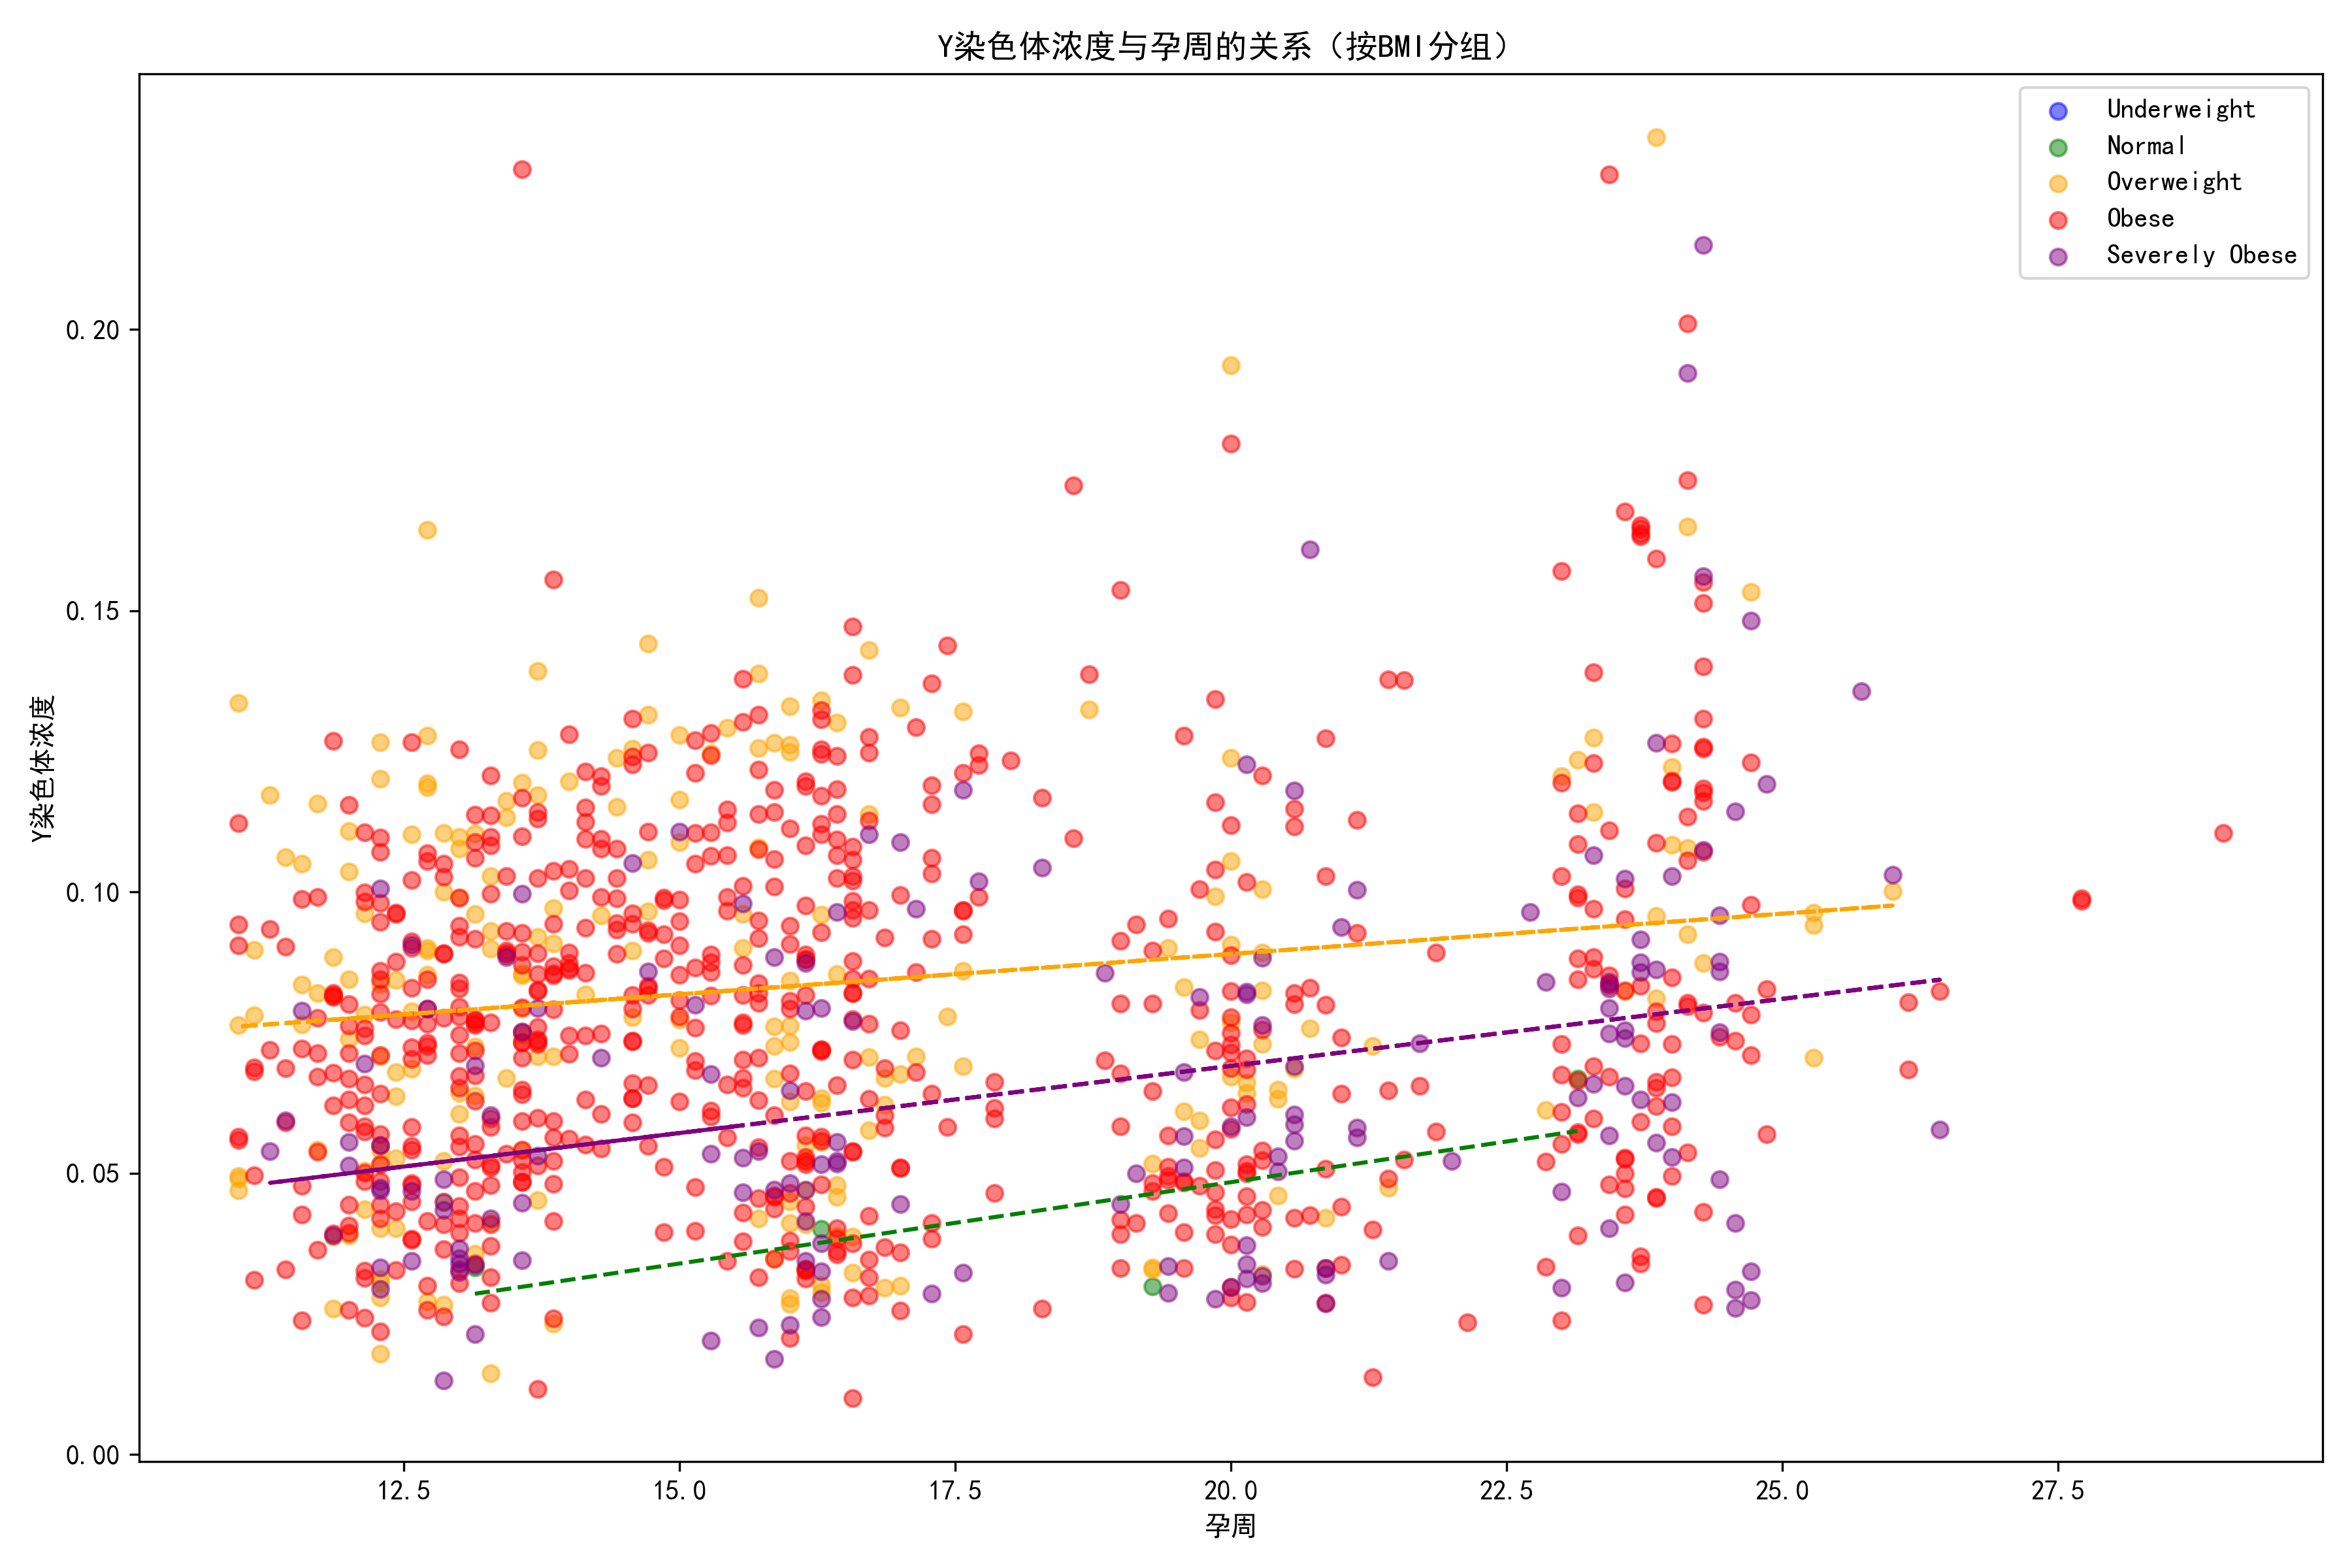 Y染色体浓度与孕周的关系（按BMI分组）
Underweight
Normal
Overweight
Obese
Severely Obese
Y染色体浓度
0.20
0.15
0.10
0.05
0.00
12.5 15.0 17.5 20.0 22.5 25.0 27.5
孕周